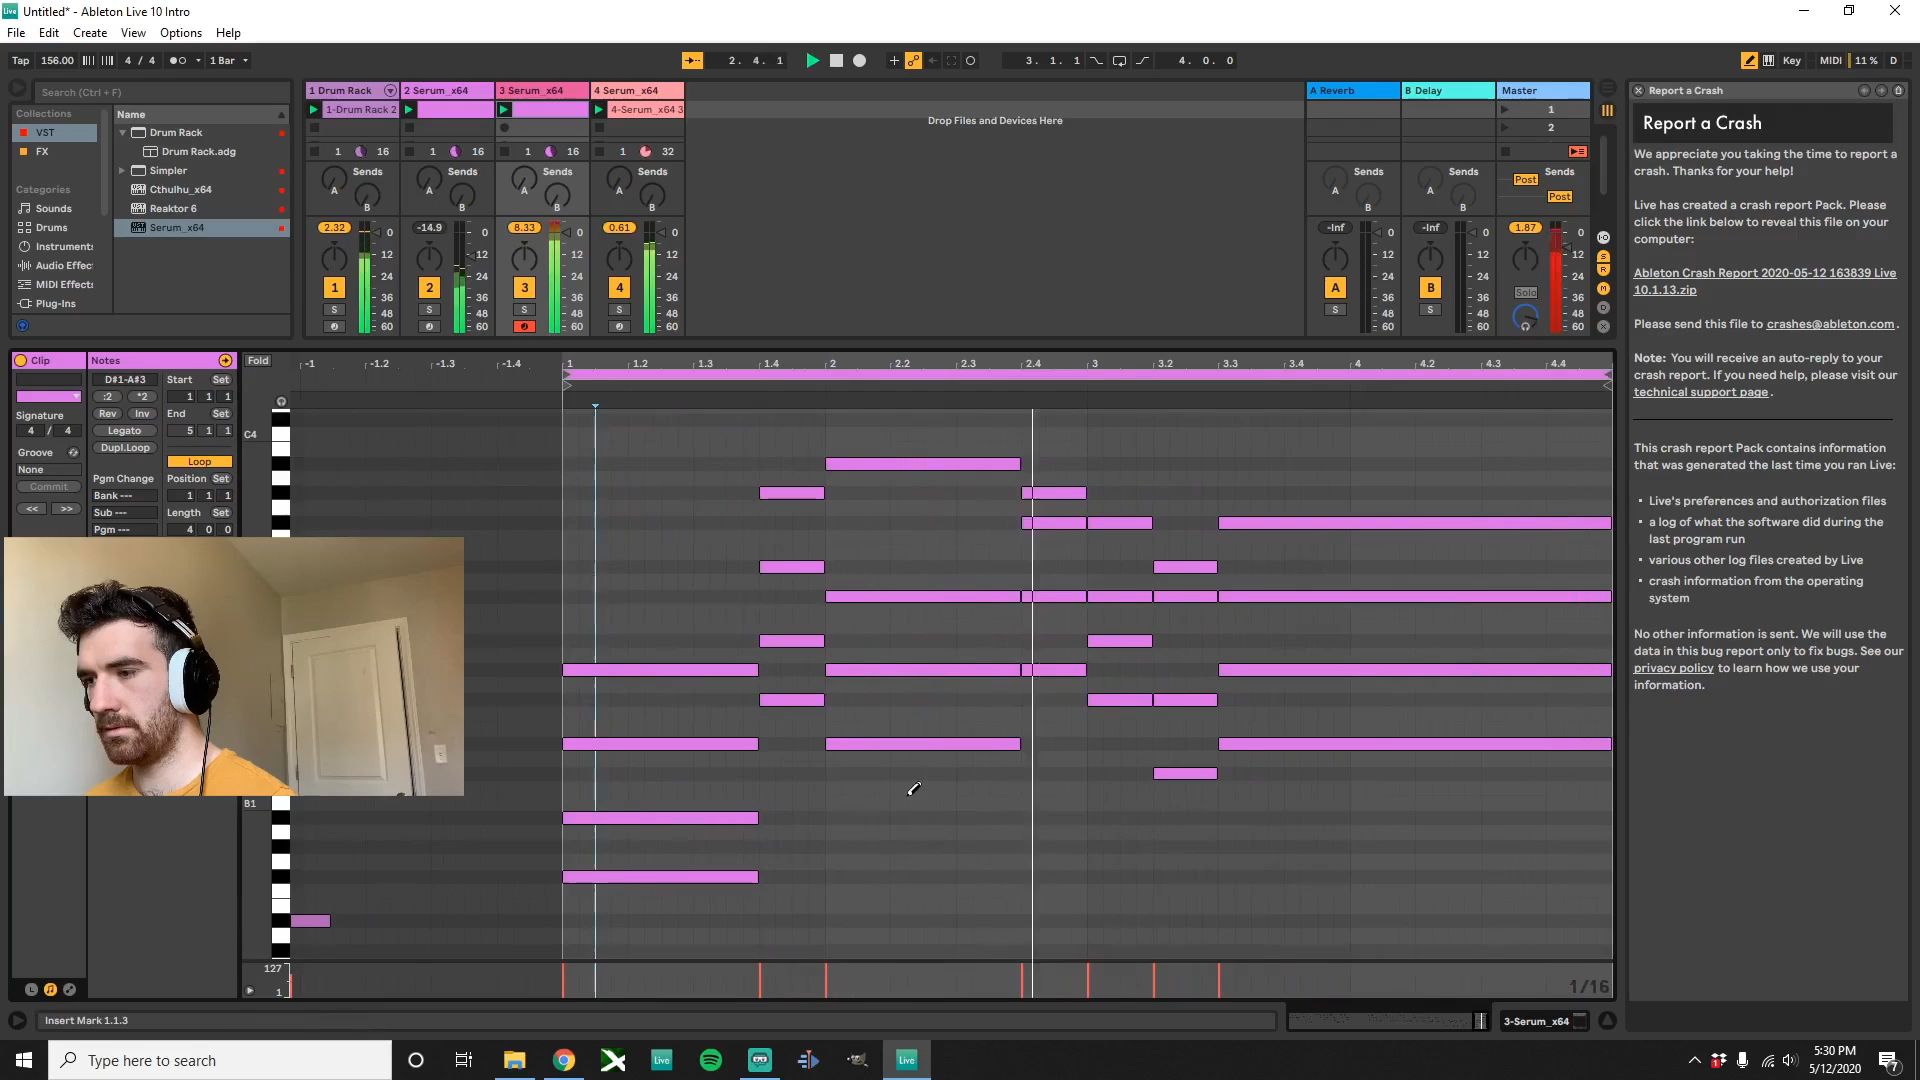 Untitled* - Ableton Live 10 Intro
File Edit Create View Options Help
Tap 156.00 4 / 4 1 Bar 2. 4. 1 3. 1. 1 4. 0. 0 Key MIDI 11 % D
Search (Ctrl + F)
Collections
VST
FX
Categories
Sounds
Drums
Instruments
Audio Effec
MIDI Effect
Plug-Ins
Name
Drum Rack
Drum Rack.adg
Simpler
Cthulhu_x64
Reaktor 6
Serum_x64
1 Drum Rack 2 Serum_x64 3 Serum_x64 4 Serum_x64
1-Drum Rack 2 4-Serum_x64 3
1 16 1 16 1 16 1 32
Sends Sends Sends Sends
A A A A
B B B B
2.32 -14.9 8.33 0.61
0 12 24 36 48 60
0 12 24 36 48 60
0 12 24 36 48 60
0 12 24 36 48 60
1 2 3 4
S S S S
Drop Files and Devices Here
A Reverb B Delay Master
1
2
Sends Sends Sends
A A Post
B B Post
-Inf -Inf 1.87
0 12 24 36 48 60
0 12 24 36 48 60
0 12 24 36 48 60
A B Solo
S S
I·O
S
R
M
D
X
Report a Crash
Report a Crash
We appreciate you taking the time to report a
crash. Thanks for your help!
Live has created a crash report Pack. Please
click the link below to reveal this file on your
computer:
Ableton Crash Report 2020-05-12 163839 Live
10.1.13.zip
Please send this file to crashes@ableton.com.
Note: You will receive an auto-reply to your
crash report. If you need help, please visit our
technical support page.
This crash report Pack contains information
that was generated the last time you ran Live:
• Live's preferences and authorization files
• a log of what the software did during the
last program run
• various other log files created by Live
• crash information from the operating
system
No other information is sent. We will use the
data in this bug report only to fix bugs. See our
privacy policy to learn how we use your
information.
Clip
Signature
4 / 4
Groove
None
Commit
<< >>
Notes
D#1-A#3
:2 *2
Rev Inv
Legato
Dupl.Loop
Pgm Change
Bank ---
Sub ---
Pgm ---
Start Set
1 1 1
End Set
5 1 1
Loop
Position Set
1 1 1
Length Set
4 0 0
Fold
-1 -1.2 -1.3 -1.4 1 1.2 1.3 1.4 2 2.2 2.3 2.4 3 3.2 3.3 3.4 4 4.2 4.3 4.4
C4
B1
127
1
1/16
L
Insert Mark 1.1.3
3-Serum_x64
Type here to search
Live
Live
1
5:30 PM
5/12/2020
7